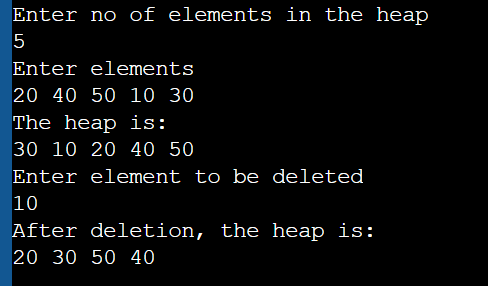 Enter no of elements in the heap
5
Enter elements
20 40 50 10 30
The heap is:
30 10 20 40 50
Enter element to be deleted
10
After deletion, the heap is:
20 30 50 40